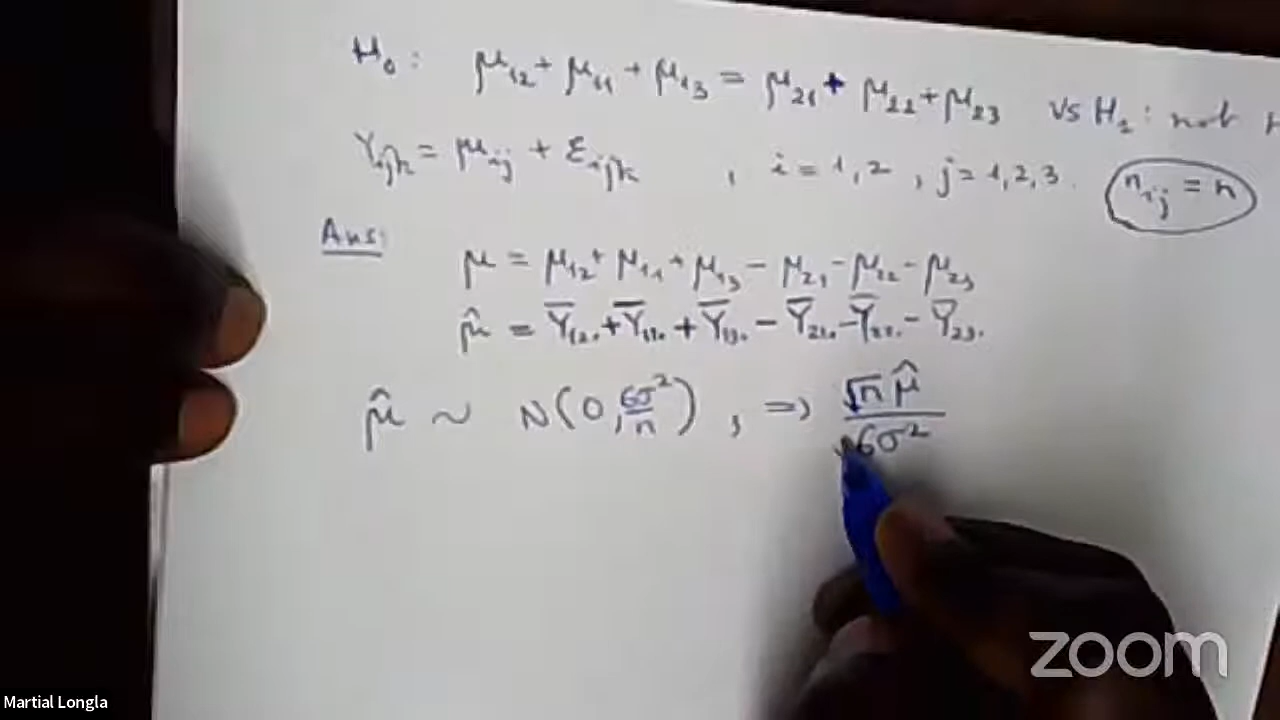 H₀: μ₁₂ + μ₁₁ + μ₁₃ = μ₂₁ + μ₂₂ + μ₂₃ vs H₁: not
Yᵢⱼₖ = μᵢⱼ + εᵢⱼₖ , i = 1, 2 , j = 1, 2, 3. nᵢⱼ = n
Ans:
μ = μ₁₂ + μ₁₁ + μ₁₃ − μ₂₁ − μ₂₂ − μ₂₃
μ̂ = Ȳ₁₂. + Ȳ₁₁. + Ȳ₁₃. − Ȳ₂₁. − Ȳ₂₂. − Ȳ₂₃.
μ̂ ~ N(0, 6σ²/n) , ⇒ √n μ̂ / √6σ²
zoom
Martial Longla